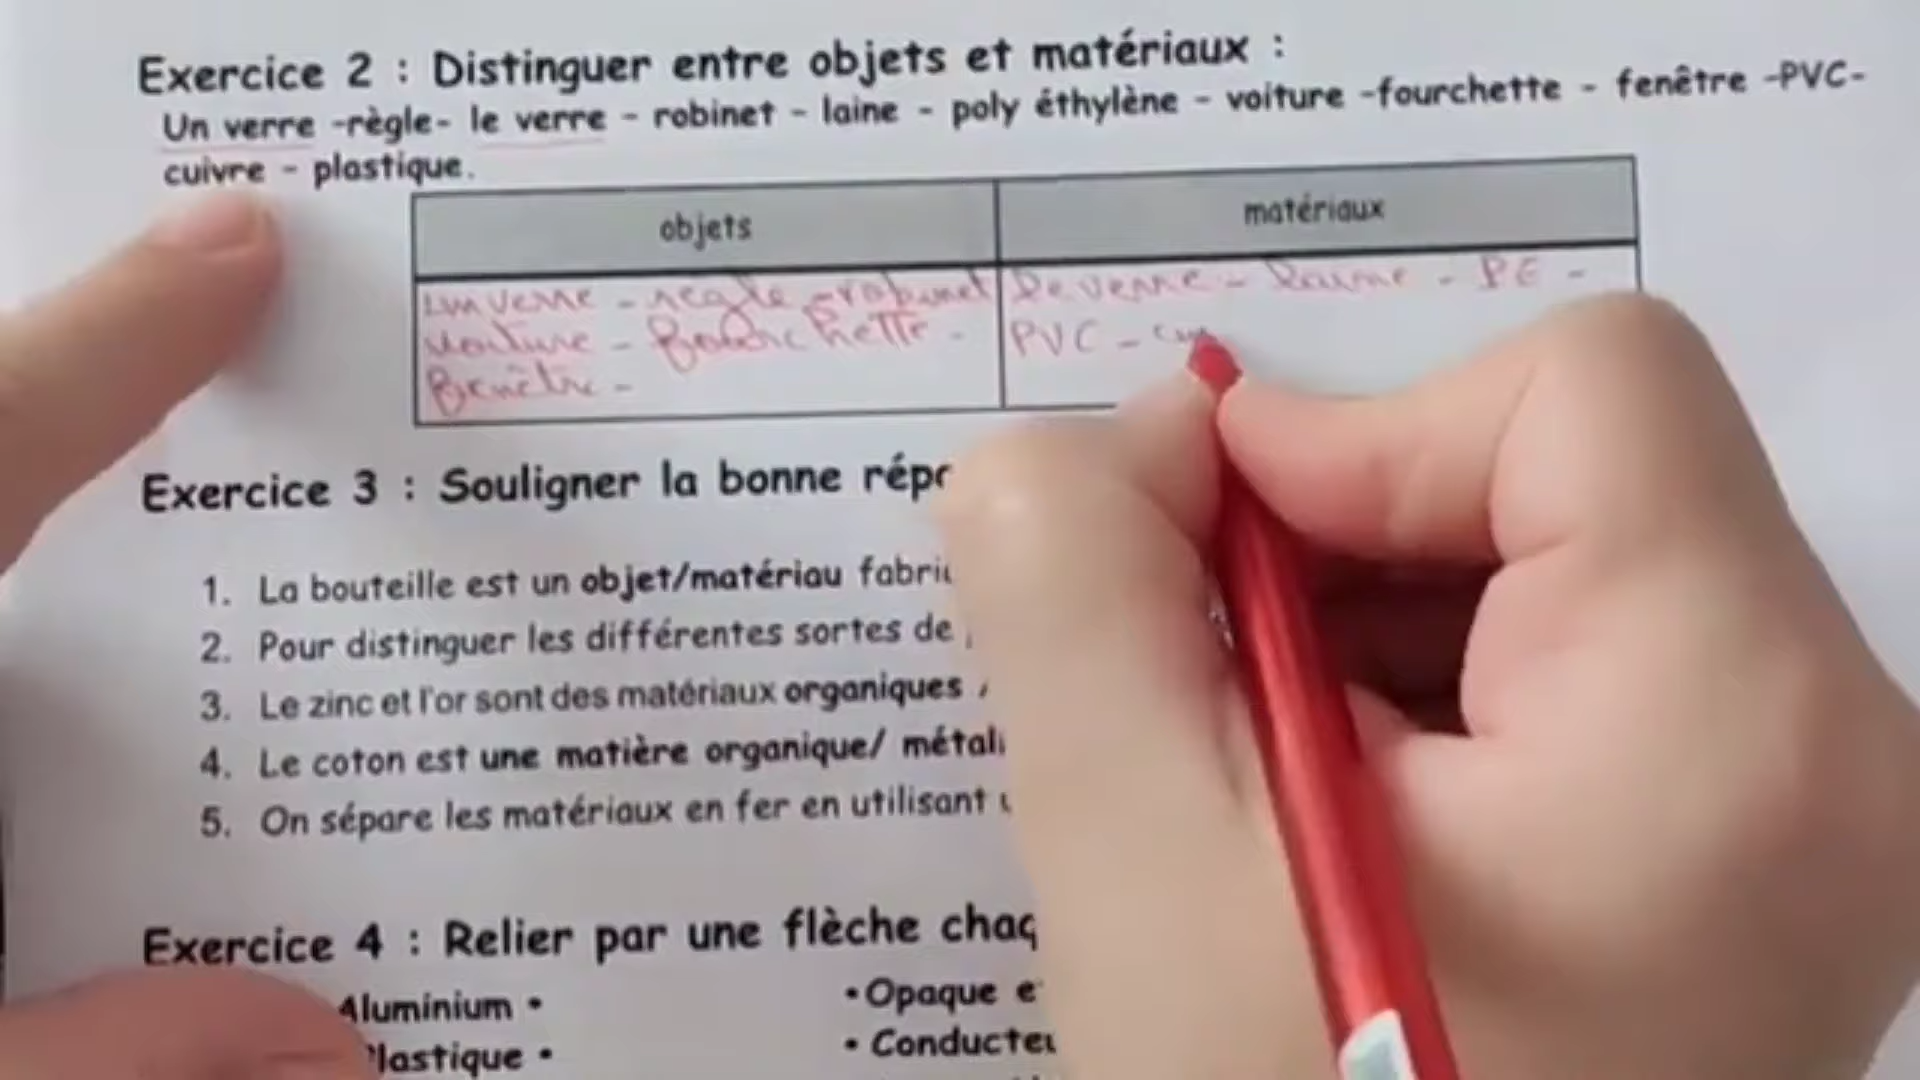 Exercice 2 : Distinguer entre objets et matériaux :
Un verre -règle- le verre - robinet - laine - poly éthylène - voiture -fourchette - fenêtre -PVC-
cuivre - plastique.
objets
matériaux
un verre - règle - robinet
voiture - fourchette -
fenêtre -
le verre - laine - PE -
PVC - cu
Exercice 3 : Souligner la bonne rép
1. La bouteille est un objet/matériau fabri
2. Pour distinguer les différentes sortes de
3. Le zinc et l'or sont des matériaux organiques /
4. Le coton est une matière organique/ métal
5. On sépare les matériaux en fer en utilisant
Exercice 4 : Relier par une flèche cha
Aluminium •
•Opaque e
lastique •
• Conducte